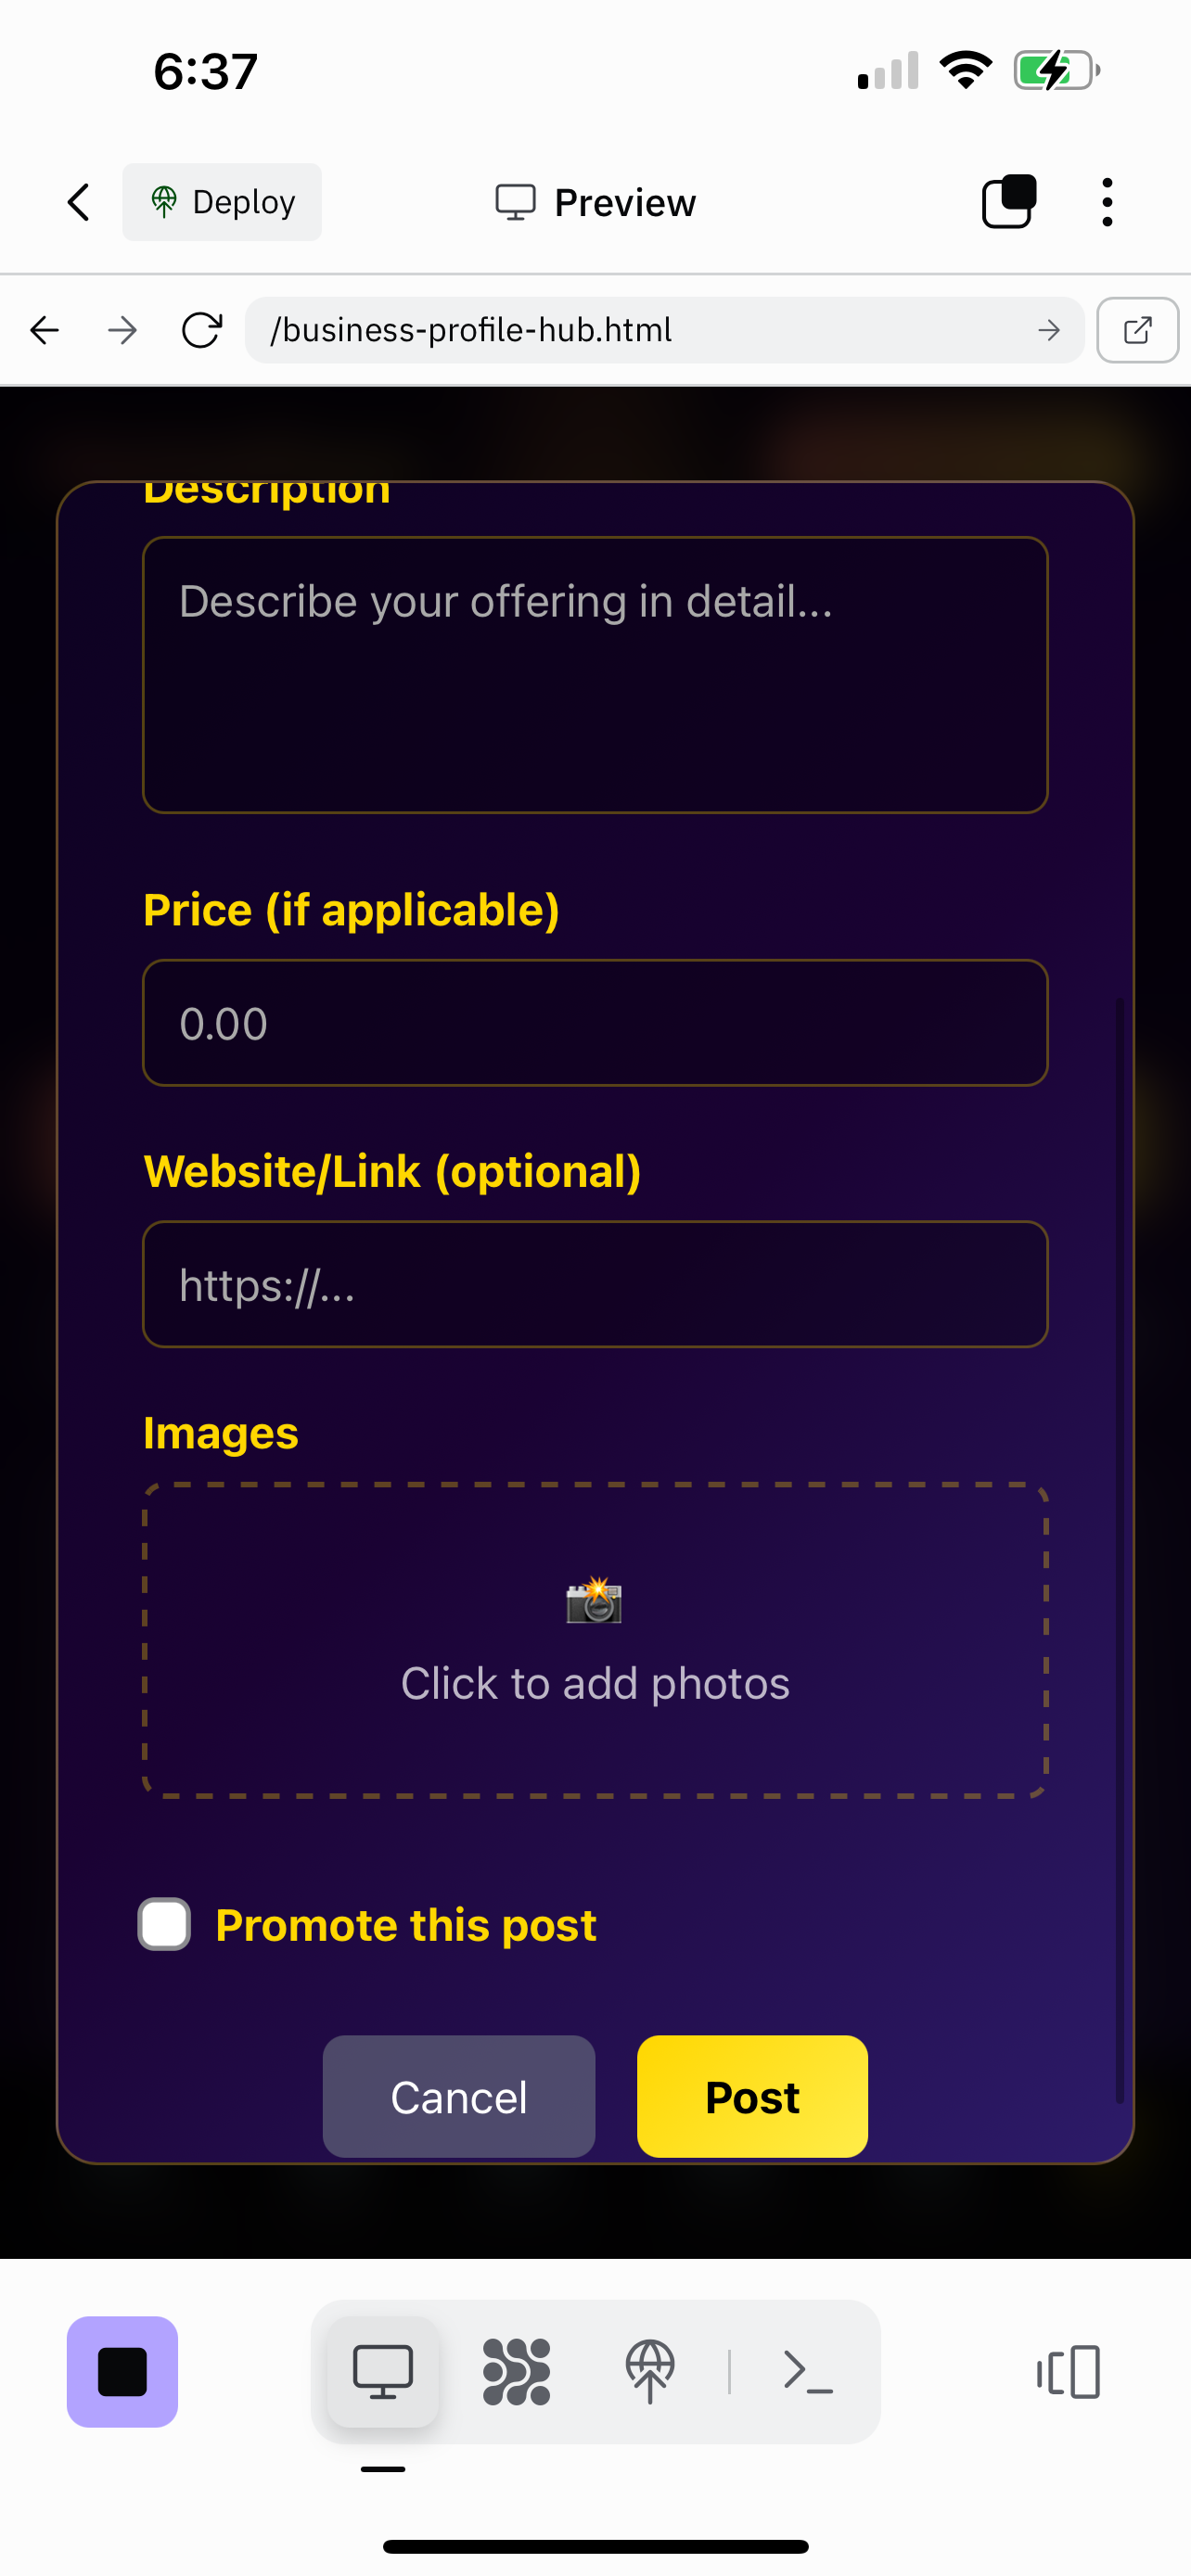 6:37
Deploy
Preview
/business-profile-hub.html
Description
Describe your offering in detail...
Price (if applicable)
0.00
Website/Link (optional)
https://...
Images
Click to add photos
Promote this post
Cancel
Post